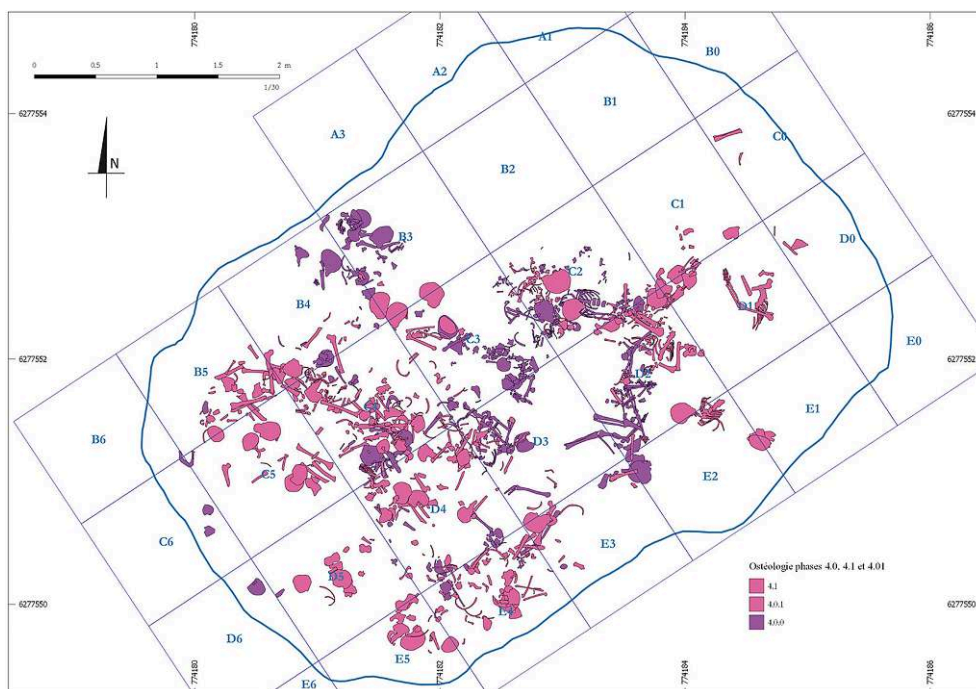 774180
774182
774184
774186
A1
B0
A2
0 0.5 1 1.5 2 m
1/30
B1
6277554
6277554
A3
C0
N
B2
C1
B3
D0
C2
B4
D1
C3
E0
6277552
6277552
B5
D2
E1
B6
D3
C5
E2
D4
C6
E3
Ostéologie phases 4.0, 4.1 et 4.01
4.1
4.0.1
4.0.0
D5
6277550
6277550
E4
D6
E5
E6
774180
774182
774184
774186